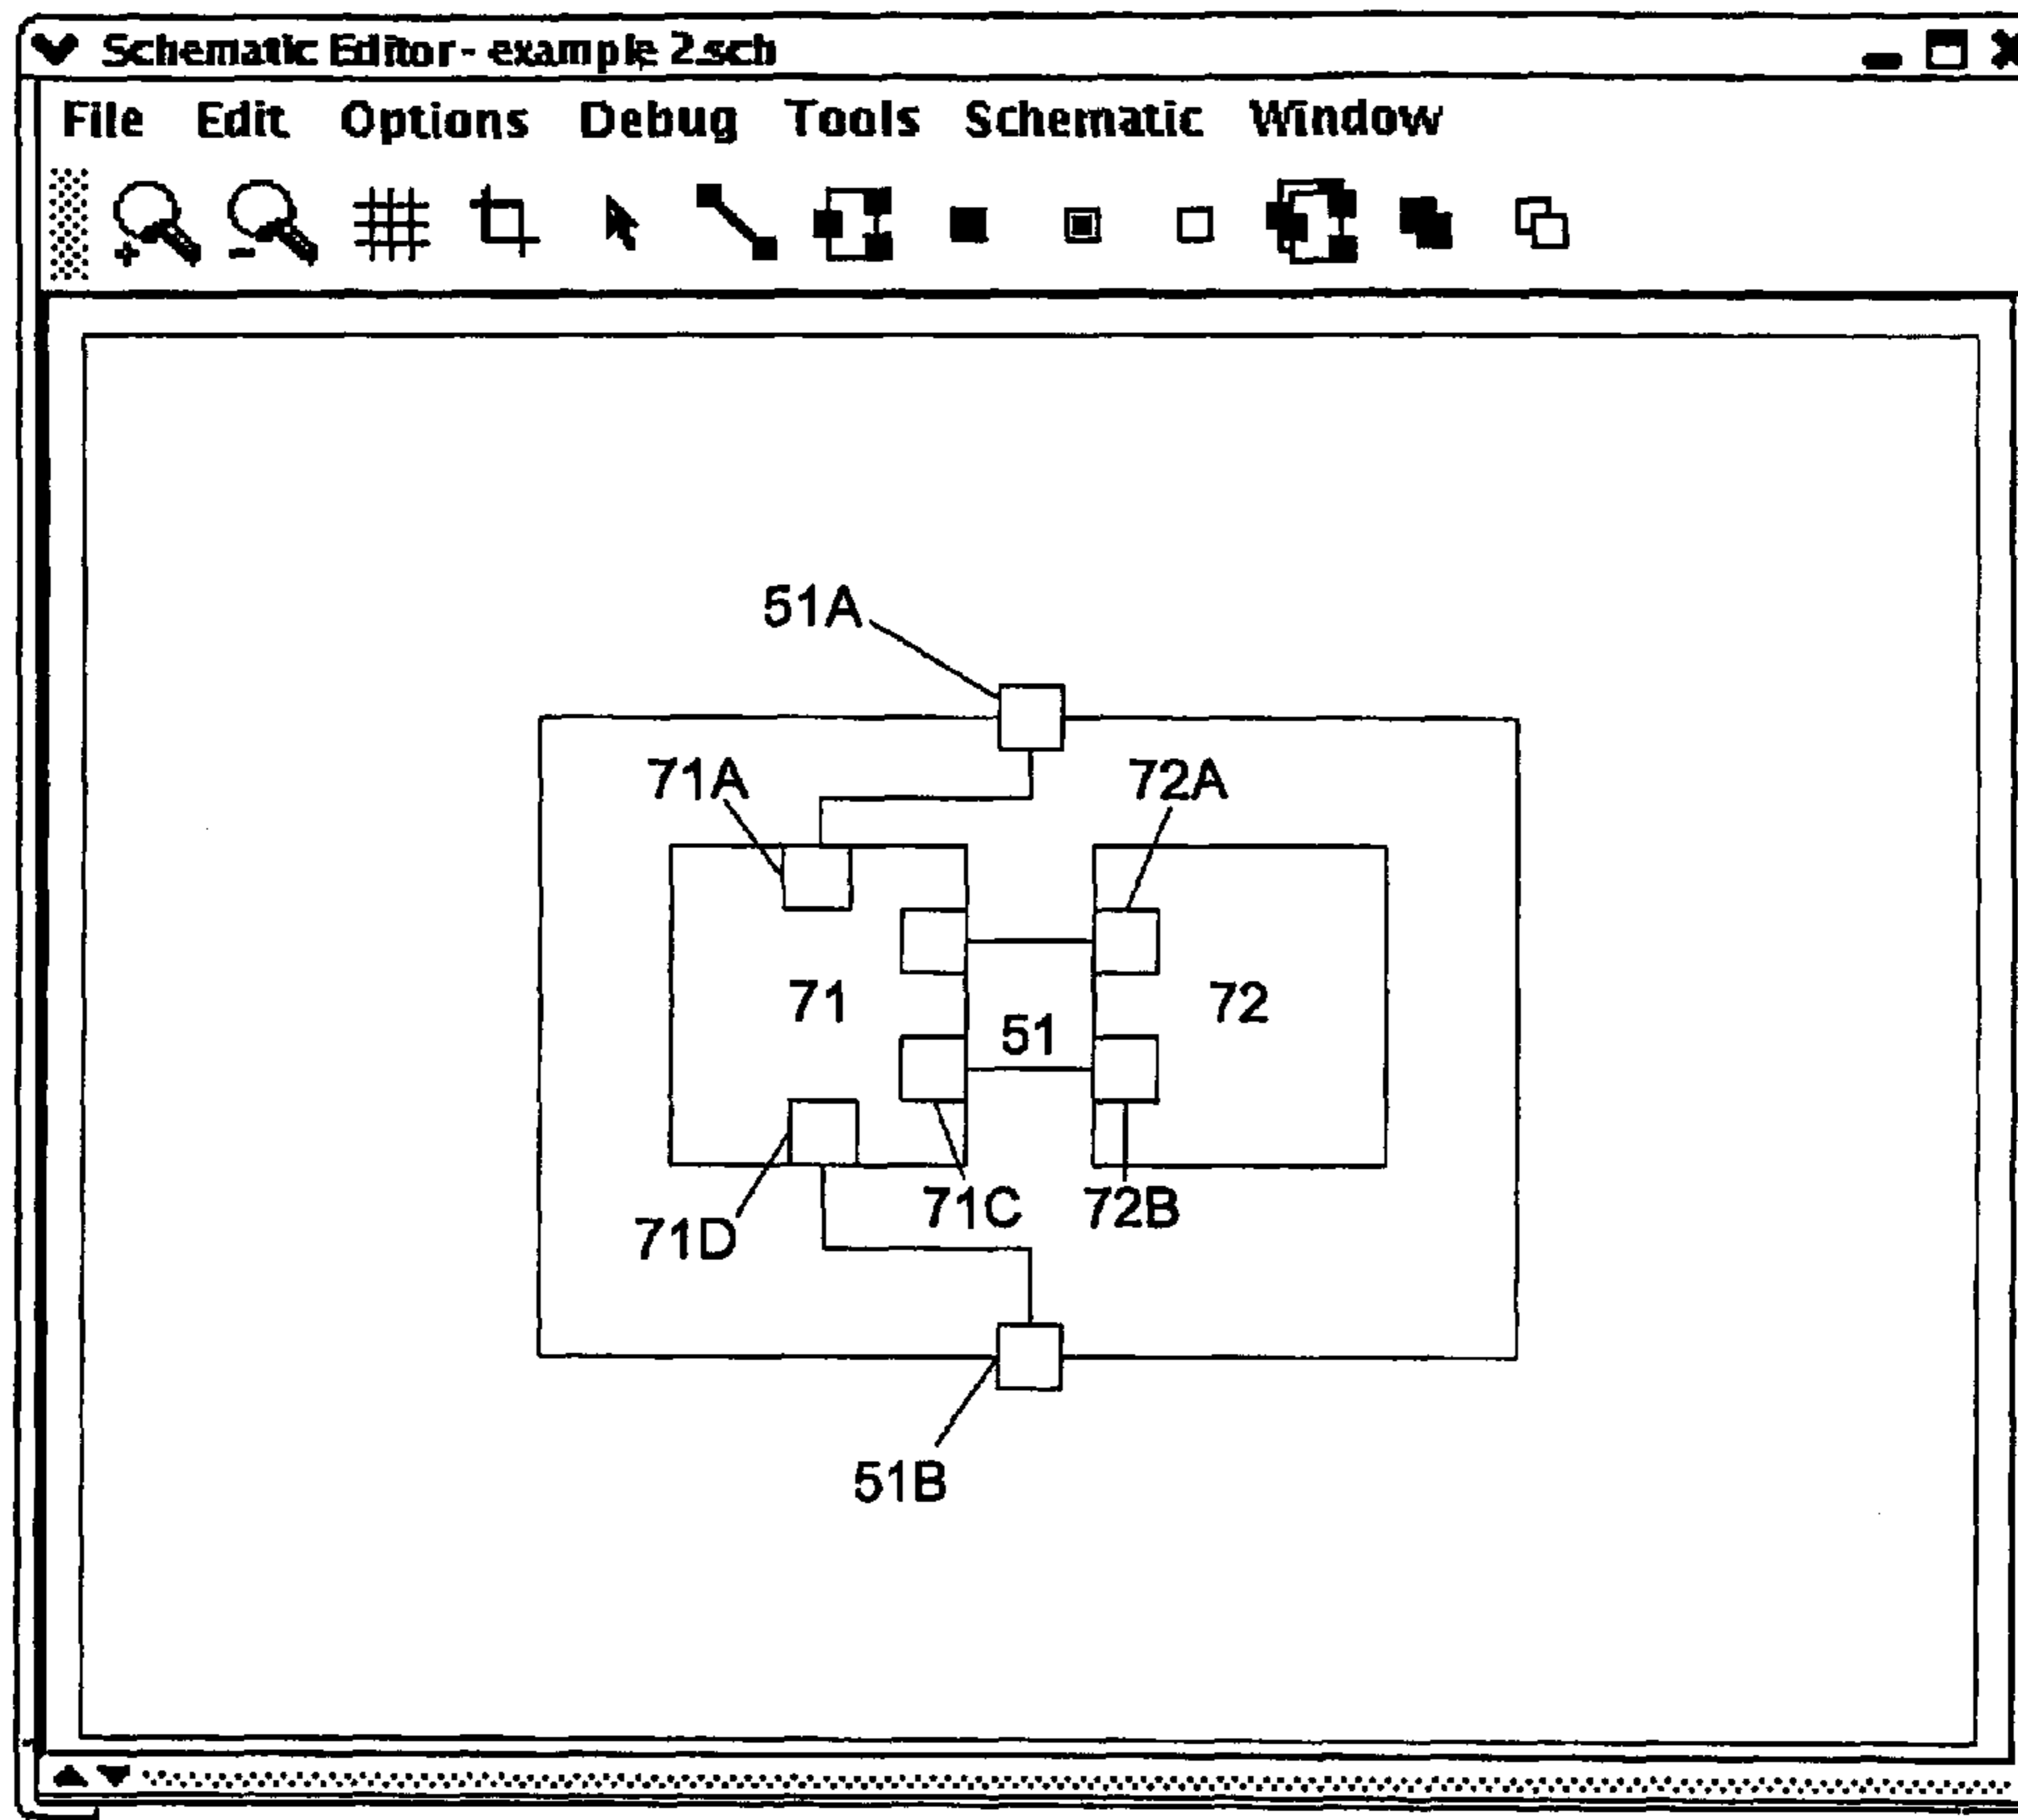 Schematic Editor - example 2.sch
File Edit Options Debug Tools Schematic Window
51A
71A 72A
71 72
51
71C 72B
71D
51B